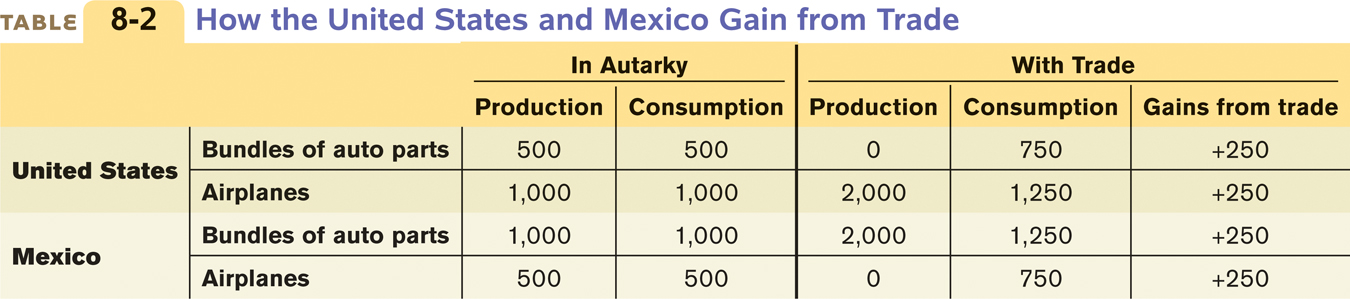 TABLE 8-2 How the United States and Mexico Gain from Trade
In Autarky With Trade
Production Consumption Production Consumption Gains from trade
United States
Bundles of auto parts 500 500 0 750 +250
Airplanes 1,000 1,000 2,000 1,250 +250
Mexico
Bundles of auto parts 1,000 1,000 2,000 1,250 +250
Airplanes 500 500 0 750 +250